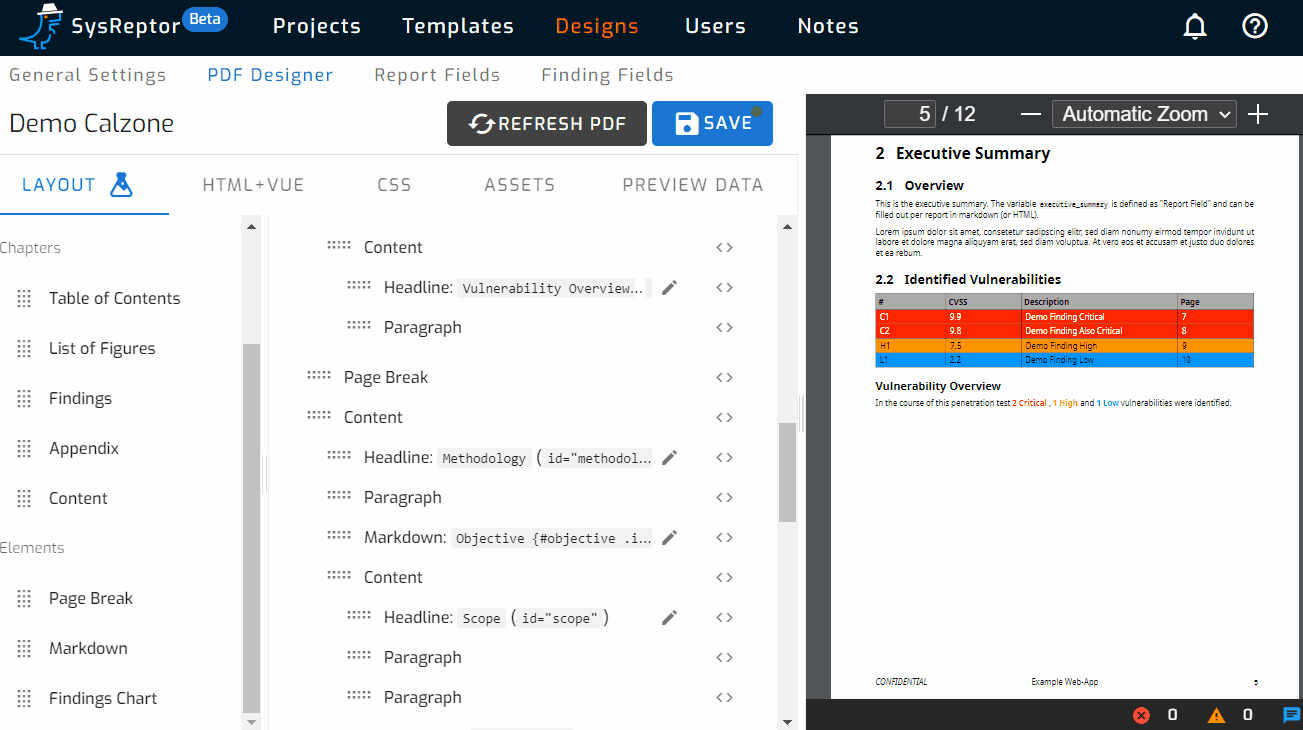 SysReptor Beta Projects Templates Designs Users Notes
General Settings PDF Designer Report Fields Finding Fields
Demo Calzone REFRESH PDF SAVE
LAYOUT HTML+VUE CSS ASSETS PREVIEW DATA
Chapters
Table of Contents
List of Figures
Findings
Appendix
Content
Elements
Page Break
Markdown
Findings Chart
Content <>
Headline: Vulnerability Overview... <>
Paragraph <>
Page Break <>
Content <>
Headline: Methodology ( id="methodol... <>
Paragraph <>
Markdown: Objective {#objective .i... <>
Content <>
Headline: Scope ( id="scope" ) <>
Paragraph <>
Paragraph <>
5 / 12 Automatic Zoom
2 Executive Summary
2.1 Overview
This is the executive summary. The variable executive_summary is defined as "Report Field" and can be
filled out per report in markdown (or HTML).
Lorem ipsum dolor sit amet, consetetur sadipscing elitr, sed diam nonumy eirmod tempor invidunt ut
labore et dolore magna aliquyam erat, sed diam voluptua. At vero eos et accusam et justo duo dolores
et ea rebum.
2.2 Identified Vulnerabilities
# CVSS Description Page
C1 9.9 Demo Finding Critical 7
C2 9.8 Demo Finding Also Critical 8
H1 7.5 Demo Finding High 9
L1 2.2 Demo Finding Low 10
Vulnerability Overview
In the course of this penetration test 2 Critical , 1 High and 1 Low vulnerabilities were identified:
CONFIDENTIAL Example Web-App 5
0 0